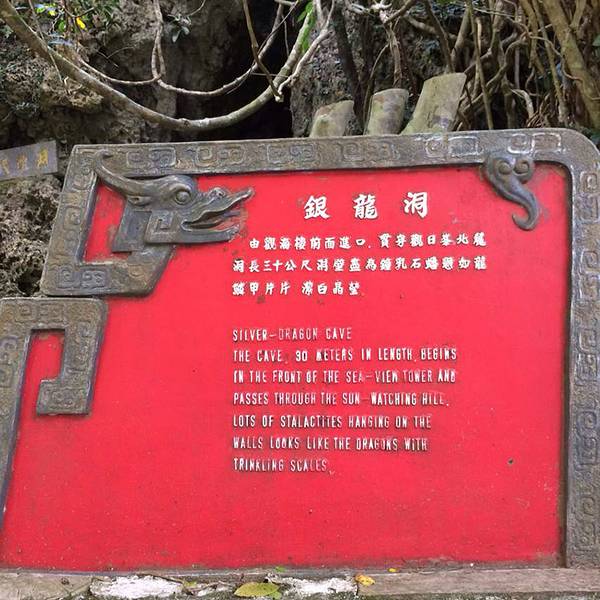 銀龍洞
由觀海樓前而進口.貫穿觀日峯北麓
洞長三十公尺洞壁盡為鐘乳石蟠懸如龍
鱗甲片片 潔白晶瑩
SILVER-DRAGON CAVE
THE CAVE, 30 METERS IN LENGTH, BEGINS
IN THE FRONT OF THE SEA-VIEW TOWER AND
PASSES THROUGH THE SUN-WATCHING HILL.
LOTS OF STALACTITES HANGING ON THE
WALLS LOOKS LIKE THE DRAGONS WITH
TRINKLING SCALES.